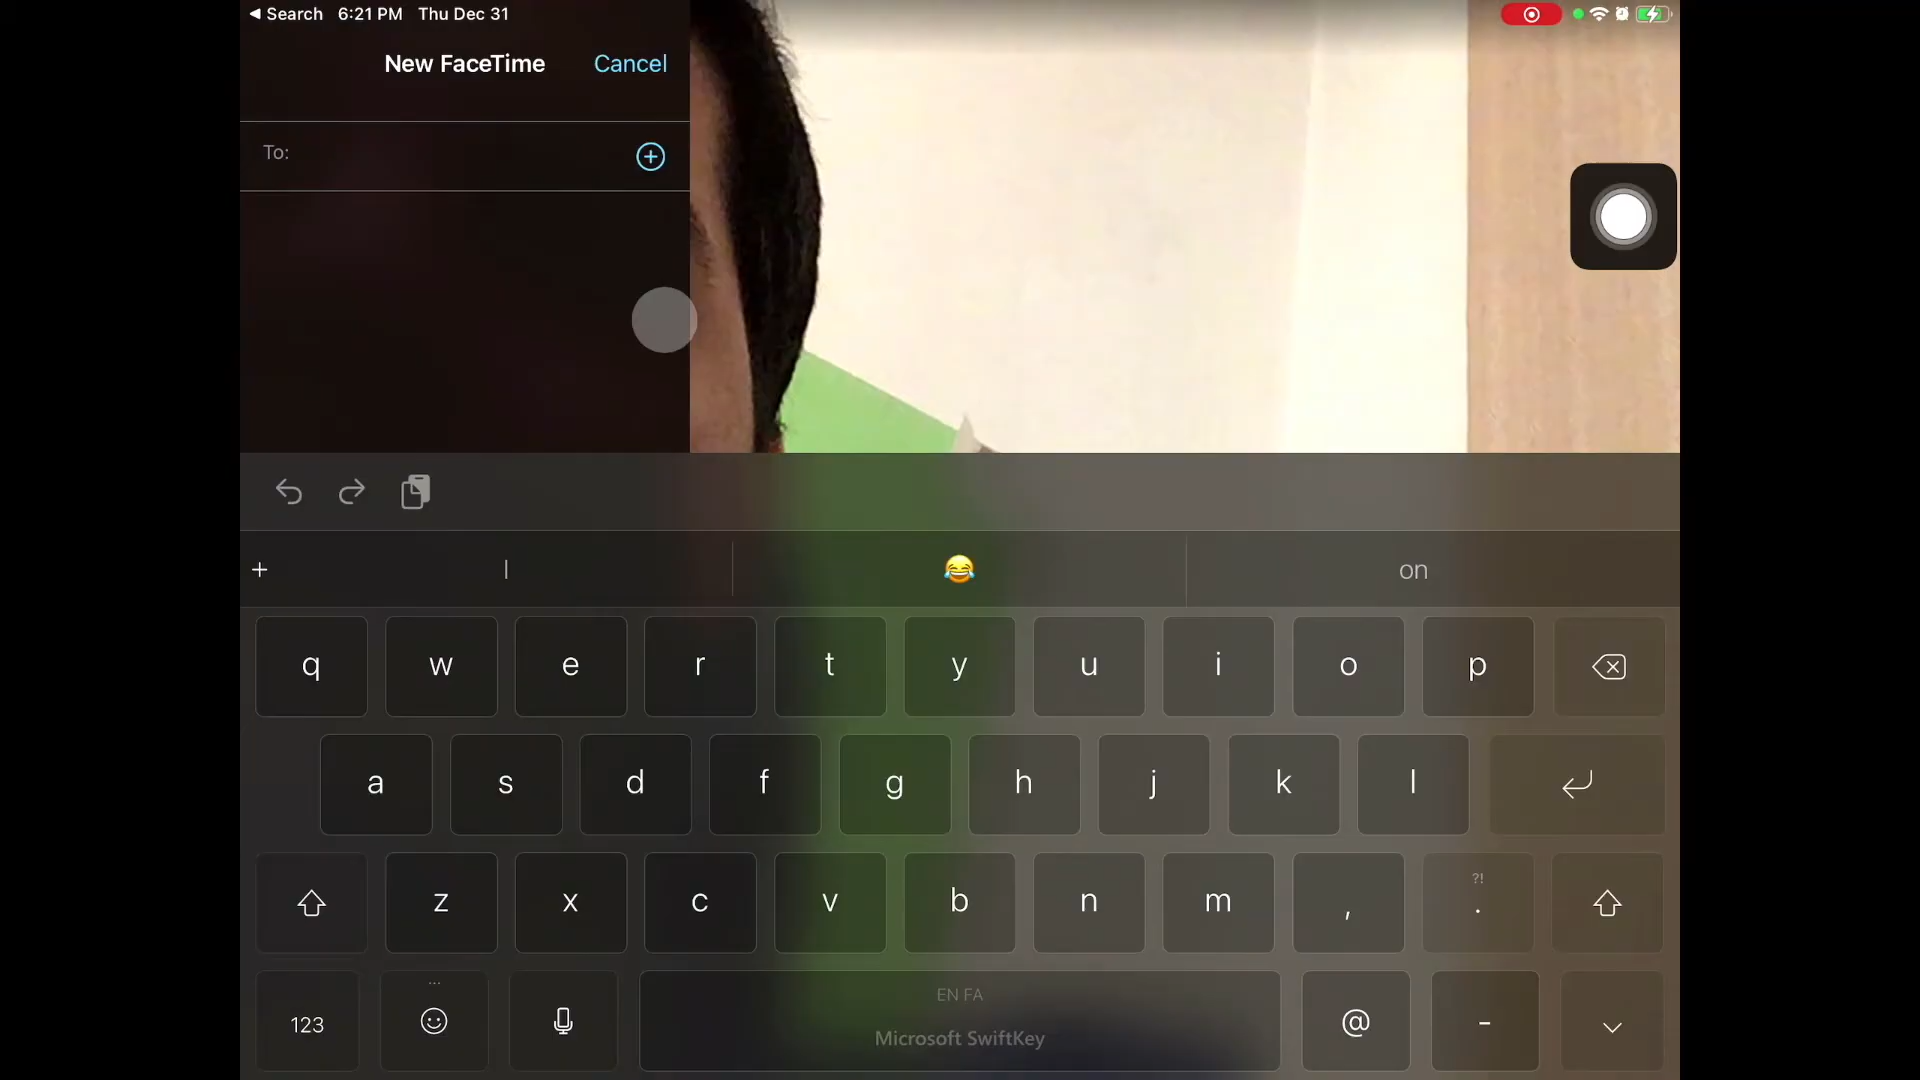 Search 6:21 PM Thu Dec 31
New FaceTime Cancel
To:
I 😂 on
q w e r t y u i o p
a s d f g h j k l
z x c v b n m , ?! .
123 ... EN FA @ -
Microsoft SwiftKey